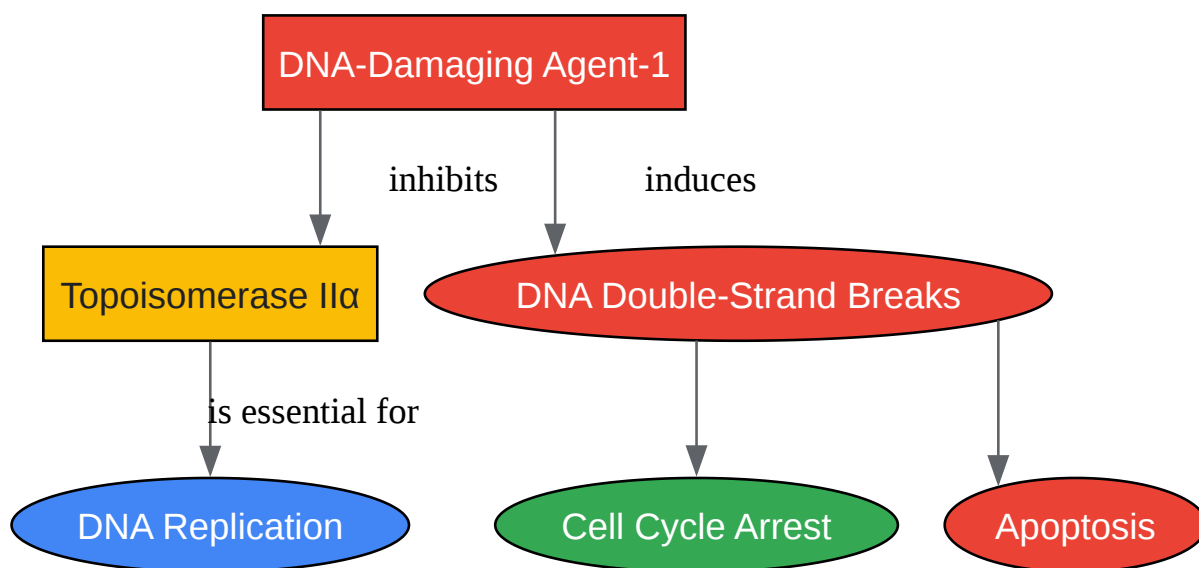 DNA-Damaging Agent-1
inhibits
induces
Topoisomerase IIα
DNA Double-Strand Breaks
is essential for
DNA Replication
Cell Cycle Arrest
Apoptosis